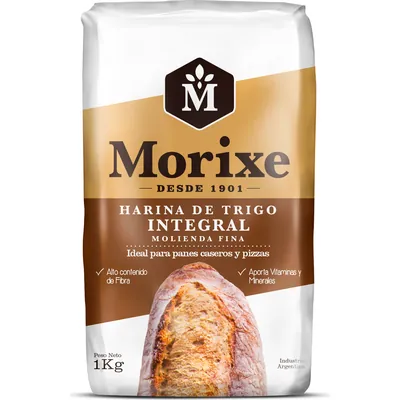 M
Morixe
DESDE 1901
HARINA DE TRIGO
INTEGRAL
MOLIENDA FINA
Ideal para panes caseros y pizzas
Alto contenido
de Fibra
Aporta Vitaminas y
Minerales
Peso Neto
1Kg
Industria
Argentina